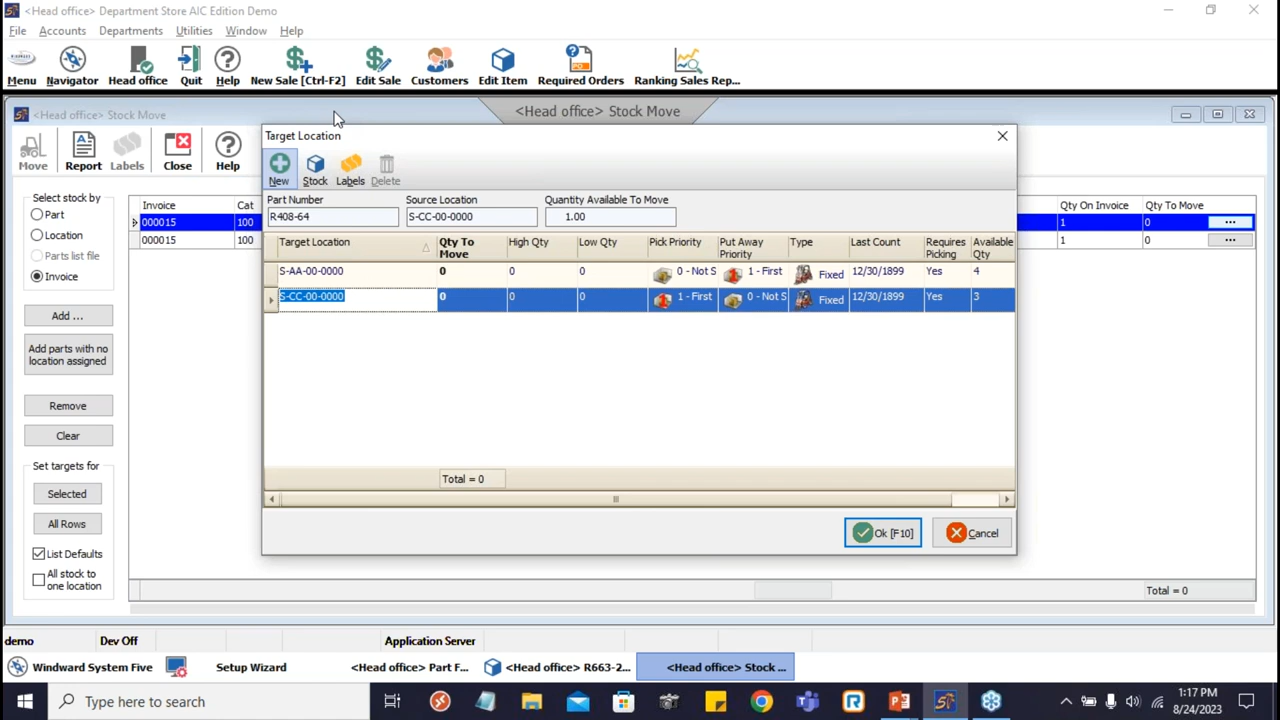 <Head office> Department Store AIC Edition Demo
File Accounts Departments Utilities Window Help
Menu Navigator Head office Quit Help New Sale [Ctrl-F2] Edit Sale Customers Edit Item Required Orders Ranking Sales Rep...
<Head office> Stock Move
<Head office> Stock Move
Move Report Labels Close Help
Target Location
New Stock Labels Delete
Select stock by
Part
Location
Parts list file
Invoice
Add ...
Add parts with no
location assigned
Remove
Clear
Set targets for
Selected
All Rows
List Defaults
All stock to
one location
Invoice Cat Qty On Invoice Qty To Move
000015 100 1 0 ...
000015 100 1 0 ...
Part Number Source Location Quantity Available To Move
R408-64 S-CC-00-0000 1.00
Target Location Qty To Move High Qty Low Qty Pick Priority Put Away Priority Type Last Count Requires Picking Available Qty
S-AA-00-0000 0 0 0 0 - Not S 1 - First Fixed 12/30/1899 Yes 4
S-CC-00-0000 0 0 0 1 - First 0 - Not S Fixed 12/30/1899 Yes 3
Total = 0
Ok [F10] Cancel
Total = 0
demo Dev Off Application Server
Windward System Five Setup Wizard <Head office> Part F... <Head office> R663-2... <Head office> Stock ...
Type here to search
1:17 PM
8/24/2023